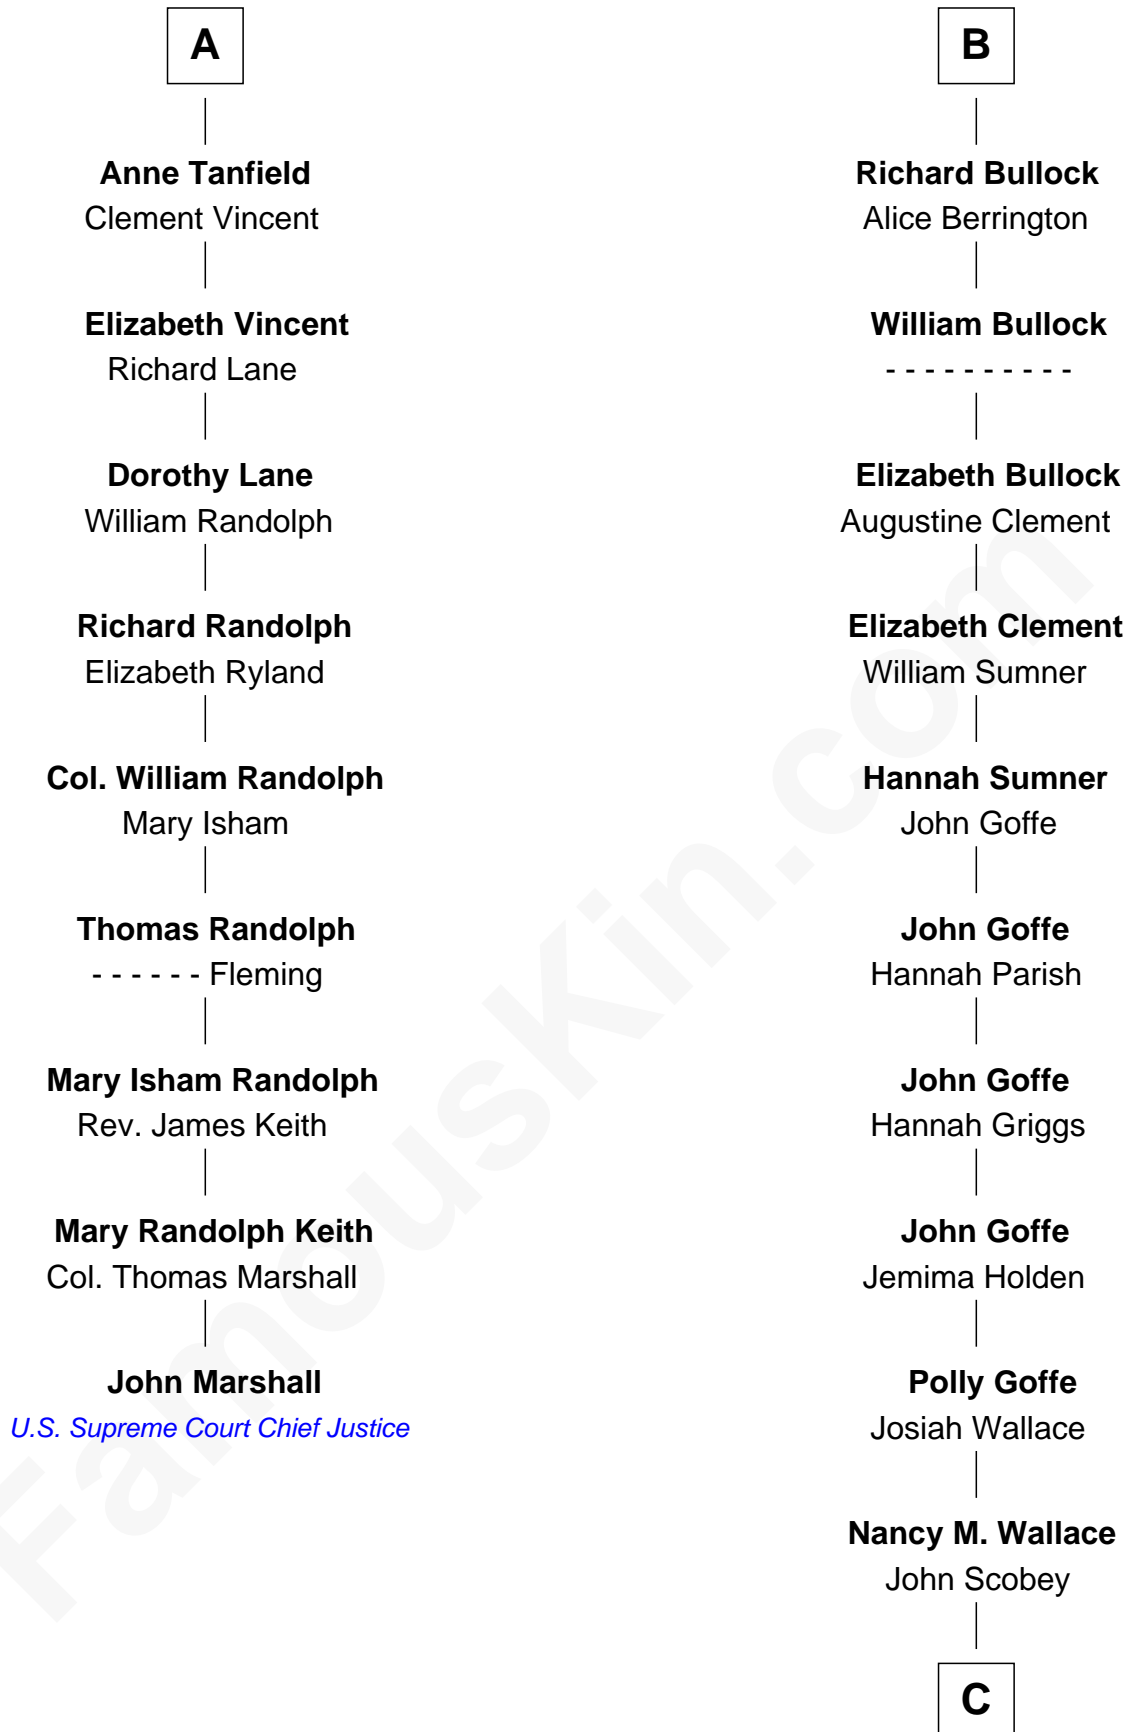 A
Anne Tanfield
Clement Vincent
Elizabeth Vincent
Richard Lane
Dorothy Lane
William Randolph
Richard Randolph
Elizabeth Ryland
Col. William Randolph
Mary Isham
Thomas Randolph
- - - - - - Fleming
Mary Isham Randolph
Rev. James Keith
Mary Randolph Keith
Col. Thomas Marshall
John Marshall
U.S. Supreme Court Chief Justice
B
Richard Bullock
Alice Berrington
William Bullock
- - - - - - - - - -
Elizabeth Bullock
Augustine Clement
Elizabeth Clement
William Sumner
Hannah Sumner
John Goffe
John Goffe
Hannah Parish
John Goffe
Hannah Griggs
John Goffe
Jemima Holden
Polly Goffe
Josiah Wallace
Nancy M. Wallace
John Scobey
C
FamousKin.com